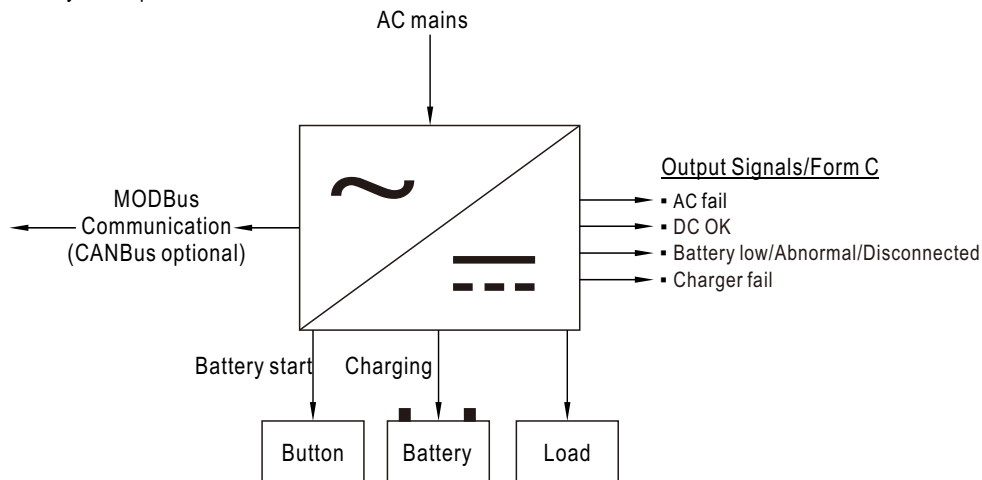 AC mains
MODBus
Communication
(CANBus optional)
Output Signals/Form C
▪ AC fail
▪ DC OK
▪ Battery low/Abnormal/Disconnected
▪ Charger fail
Battery start
Charging
Button
Battery
Load